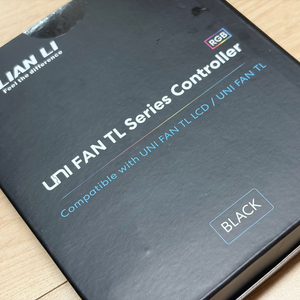 LIAN LI
Feel the difference
RGB
UNI FAN TL Series Controller
Compatible with UNI FAN TL LCD / UNI FAN TL
BLACK